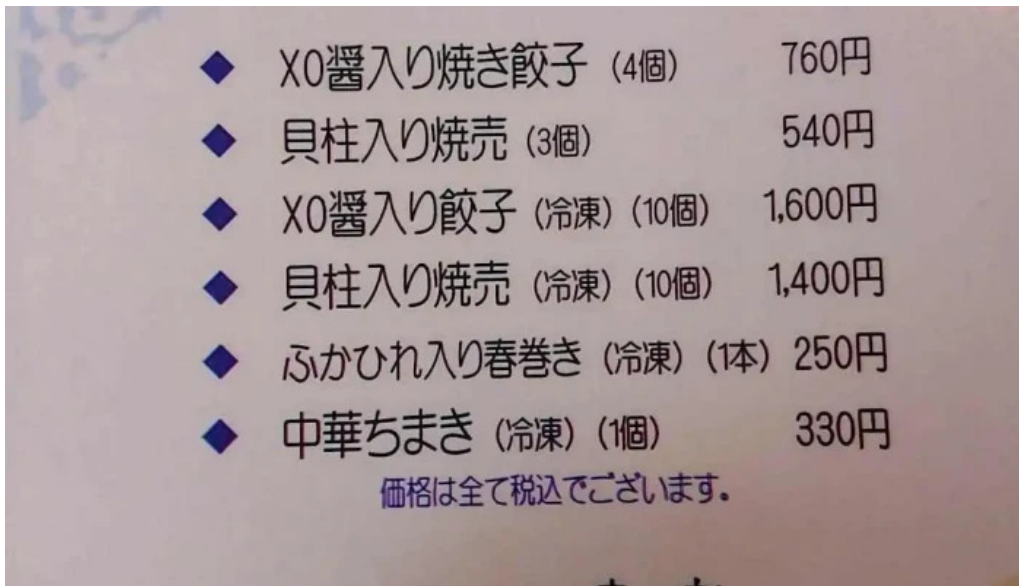 ◆ XO醤入り焼き餃子 (4個) 760円
◆ 貝柱入り焼売 (3個) 540円
◆ XO醤入り餃子 (冷凍) (10個) 1,600円
◆ 貝柱入り焼売 (冷凍) (10個) 1,400円
◆ ふかひれ入り春巻き (冷凍) (1本) 250円
◆ 中華ちまき (冷凍) (1個) 330円
価格は全て税込でございます。